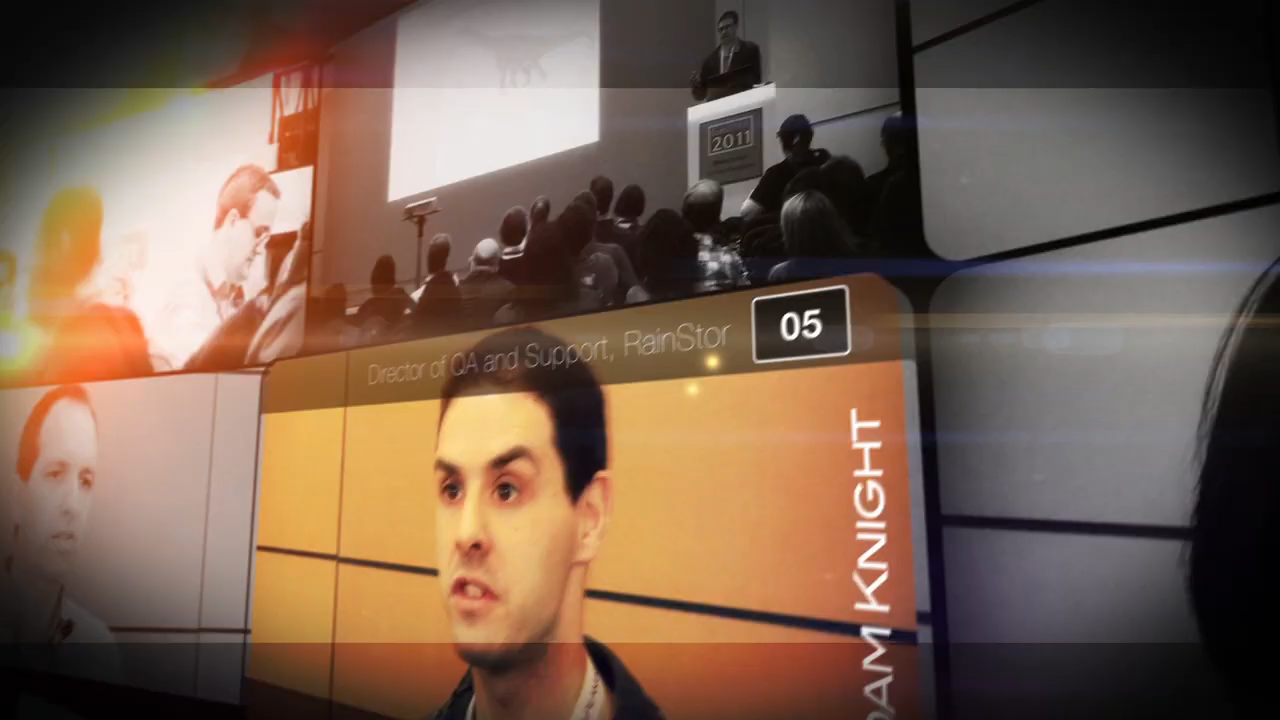 2011
Director of QA and Support, RainStor
05
DAM KNIGHT